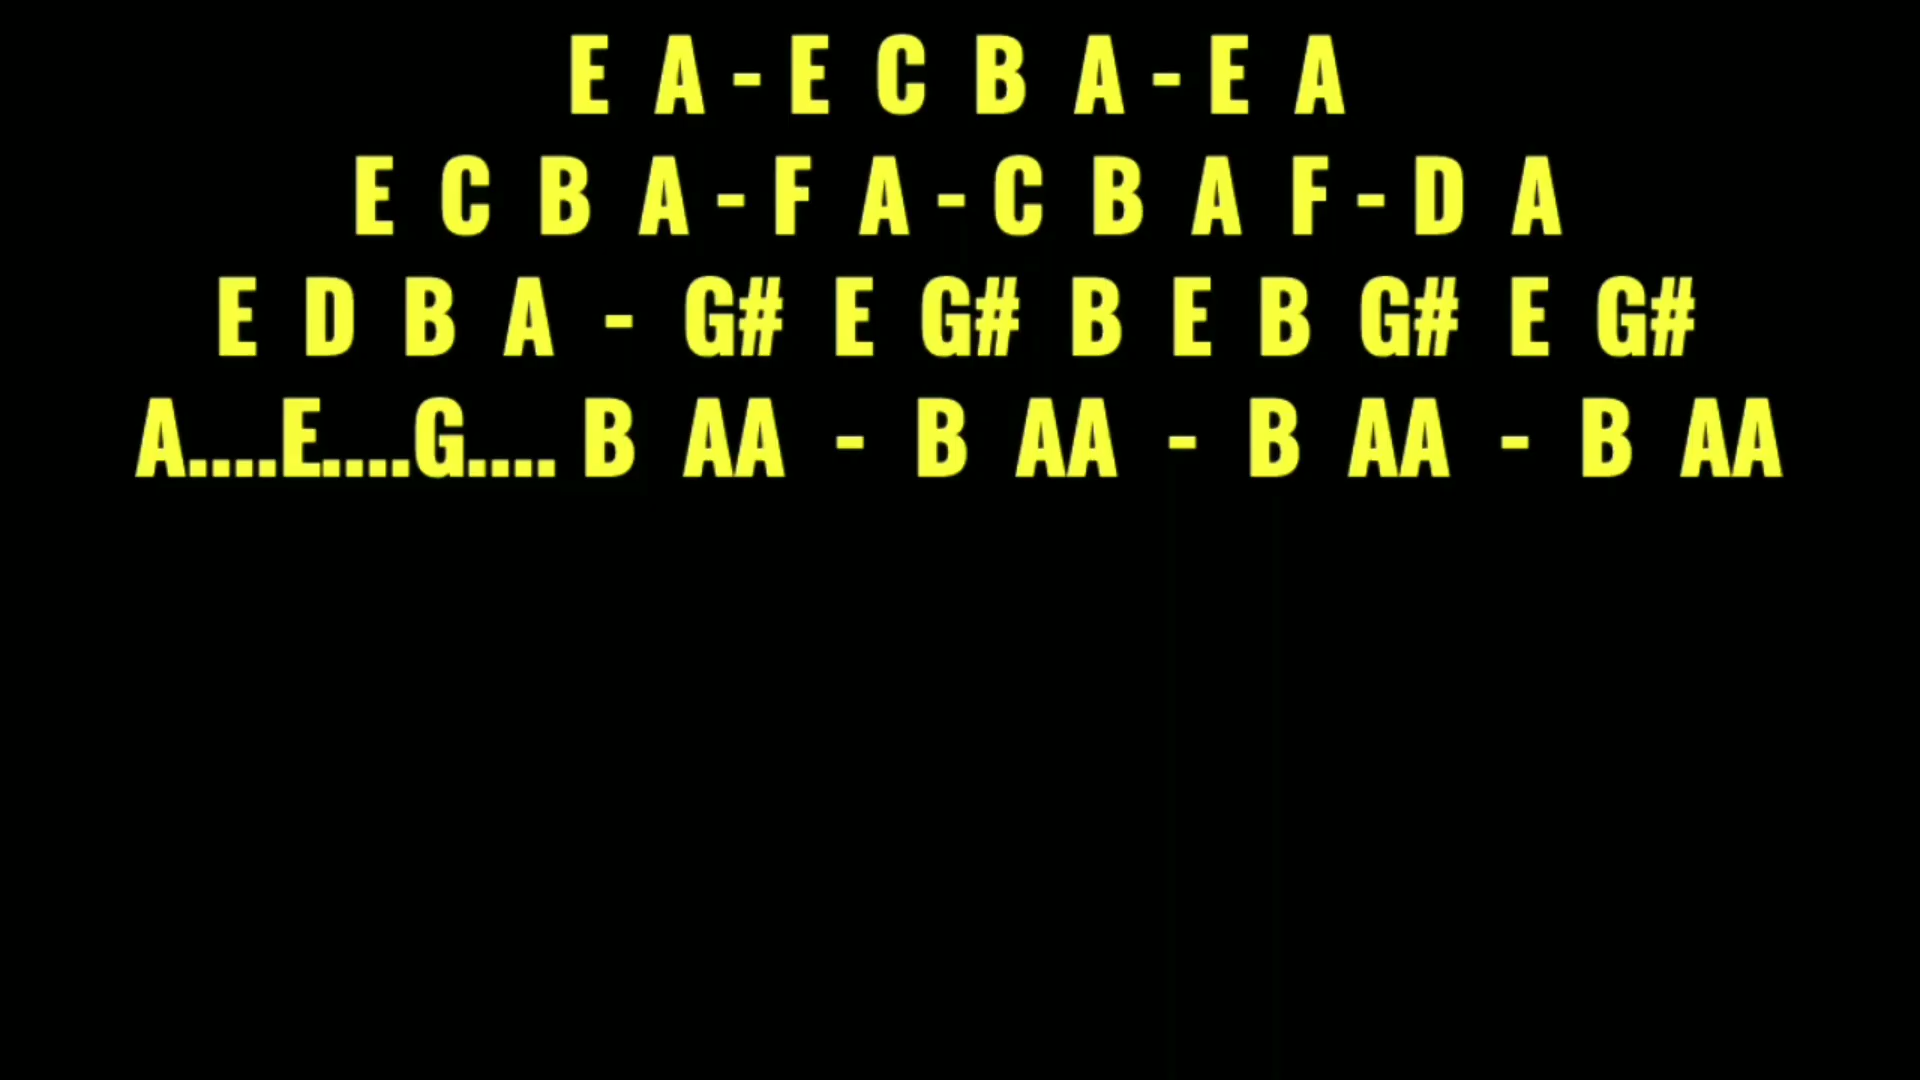 E A - E C B A - E A
E C B A - F A - C B A F - D A
E D B A - G# E G# B E B G# E G#
A....E....G.... B AA - B AA - B AA - B AA